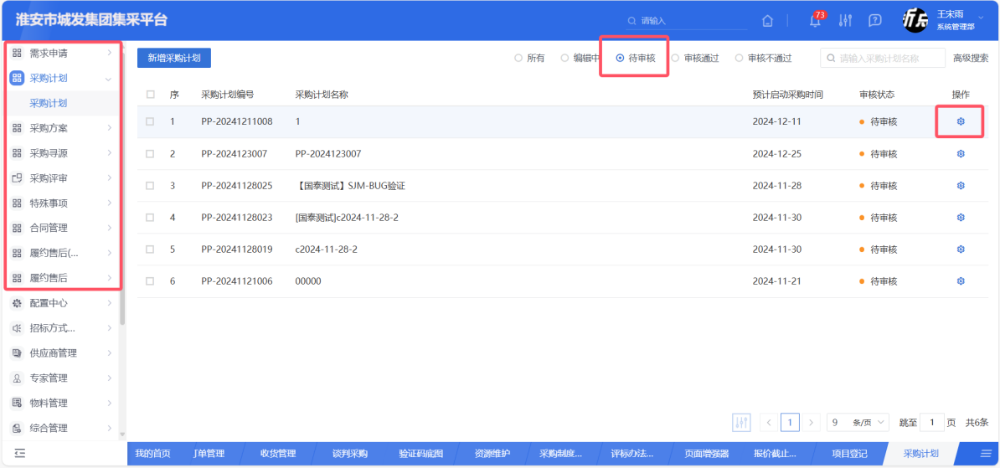 淮安市城发集团集采平台
请输入
73
王宋雨
系统管理部
需求申请
采购计划
采购计划
采购方案
采购寻源
采购评审
特殊事项
合同管理
履约售后(...
履约售后
配置中心
招标方式...
供应商管理
专家管理
物料管理
综合管理
新增采购计划
所有 编辑中 待审核 审核通过 审核不通过 请输入采购计划名称 高级搜索
序 采购计划编号 采购计划名称 预计启动采购时间 审核状态 操作
1 PP-20241211008 1 2024-12-11 待审核
2 PP-2024123007 PP-2024123007 2024-12-25 待审核
3 PP-20241128025 【国泰测试】SJM-BUG验证 2024-11-28 待审核
4 PP-20241128023 [国泰测试]c2024-11-28-2 2024-11-30 待审核
5 PP-20241128019 c2024-11-28-2 2024-11-30 待审核
6 PP-20241121006 00000 2024-11-21 待审核
1 9 条/页 跳至 1 页 共6条
我的首页 单管理 收货管理 谈判采购 验证码底图 资源维护 采购制度... 评标办法... 页面增强器 报价截止... 项目登记 采购计划